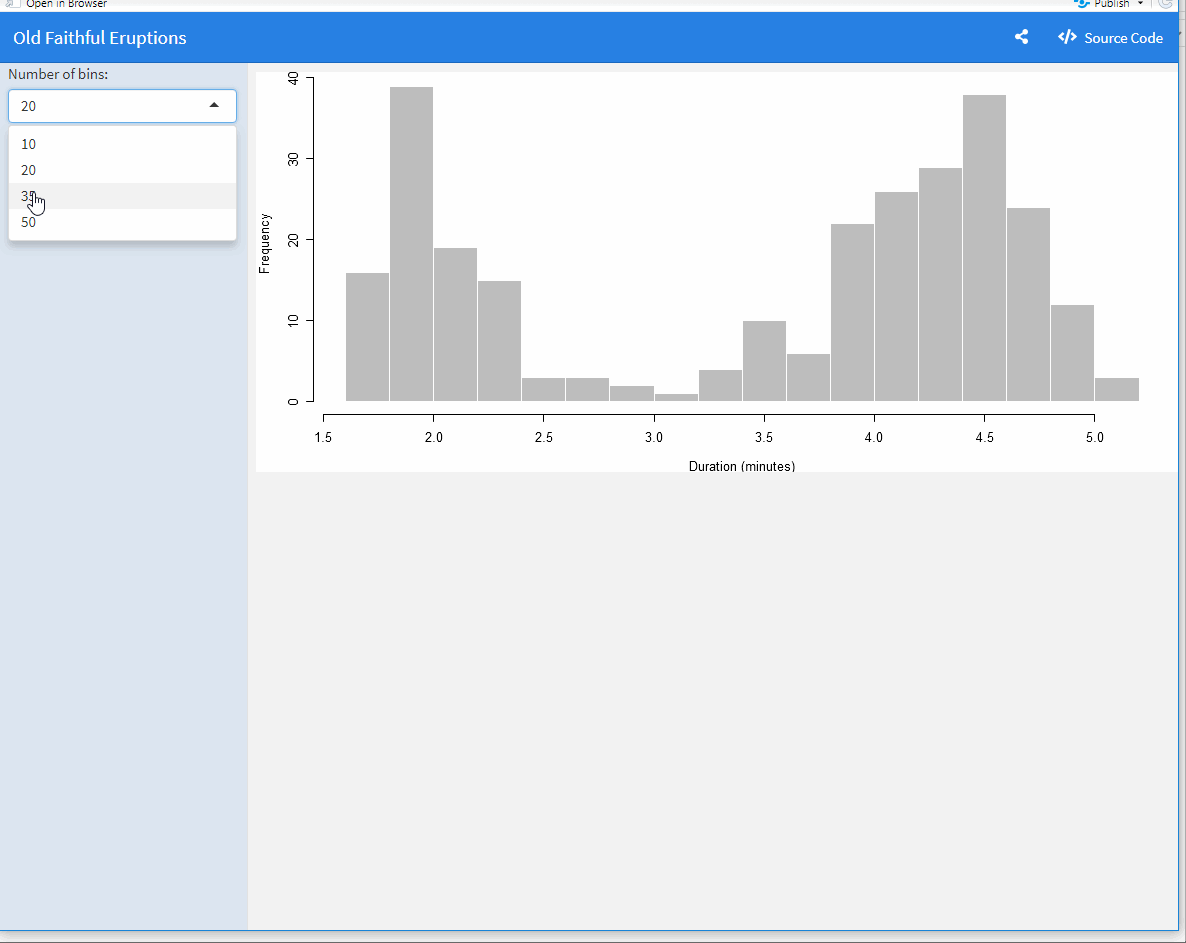 Open in Browser
Publish
Old Faithful Eruptions
Source Code
Number of bins:
20
10
20
35
50
Frequency
40
30
20
10
0
1.5 2.0 2.5 3.0 3.5 4.0 4.5 5.0
Duration (minutes)